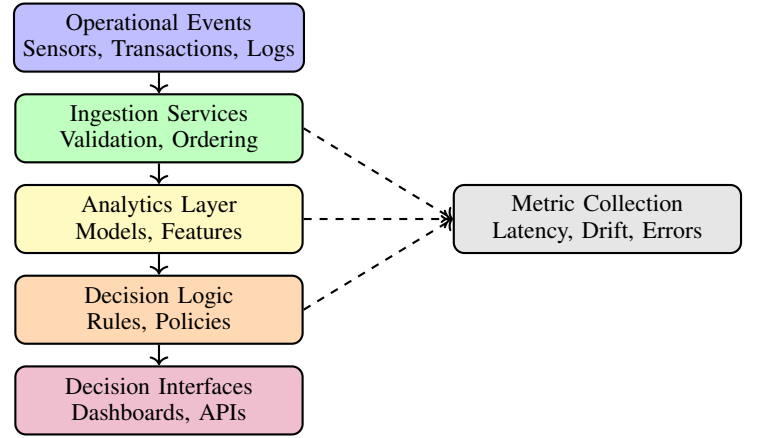 Operational Events
Sensors, Transactions, Logs
Ingestion Services
Validation, Ordering
Analytics Layer
Models, Features
Metric Collection
Latency, Drift, Errors
Decision Logic
Rules, Policies
Decision Interfaces
Dashboards, APIs